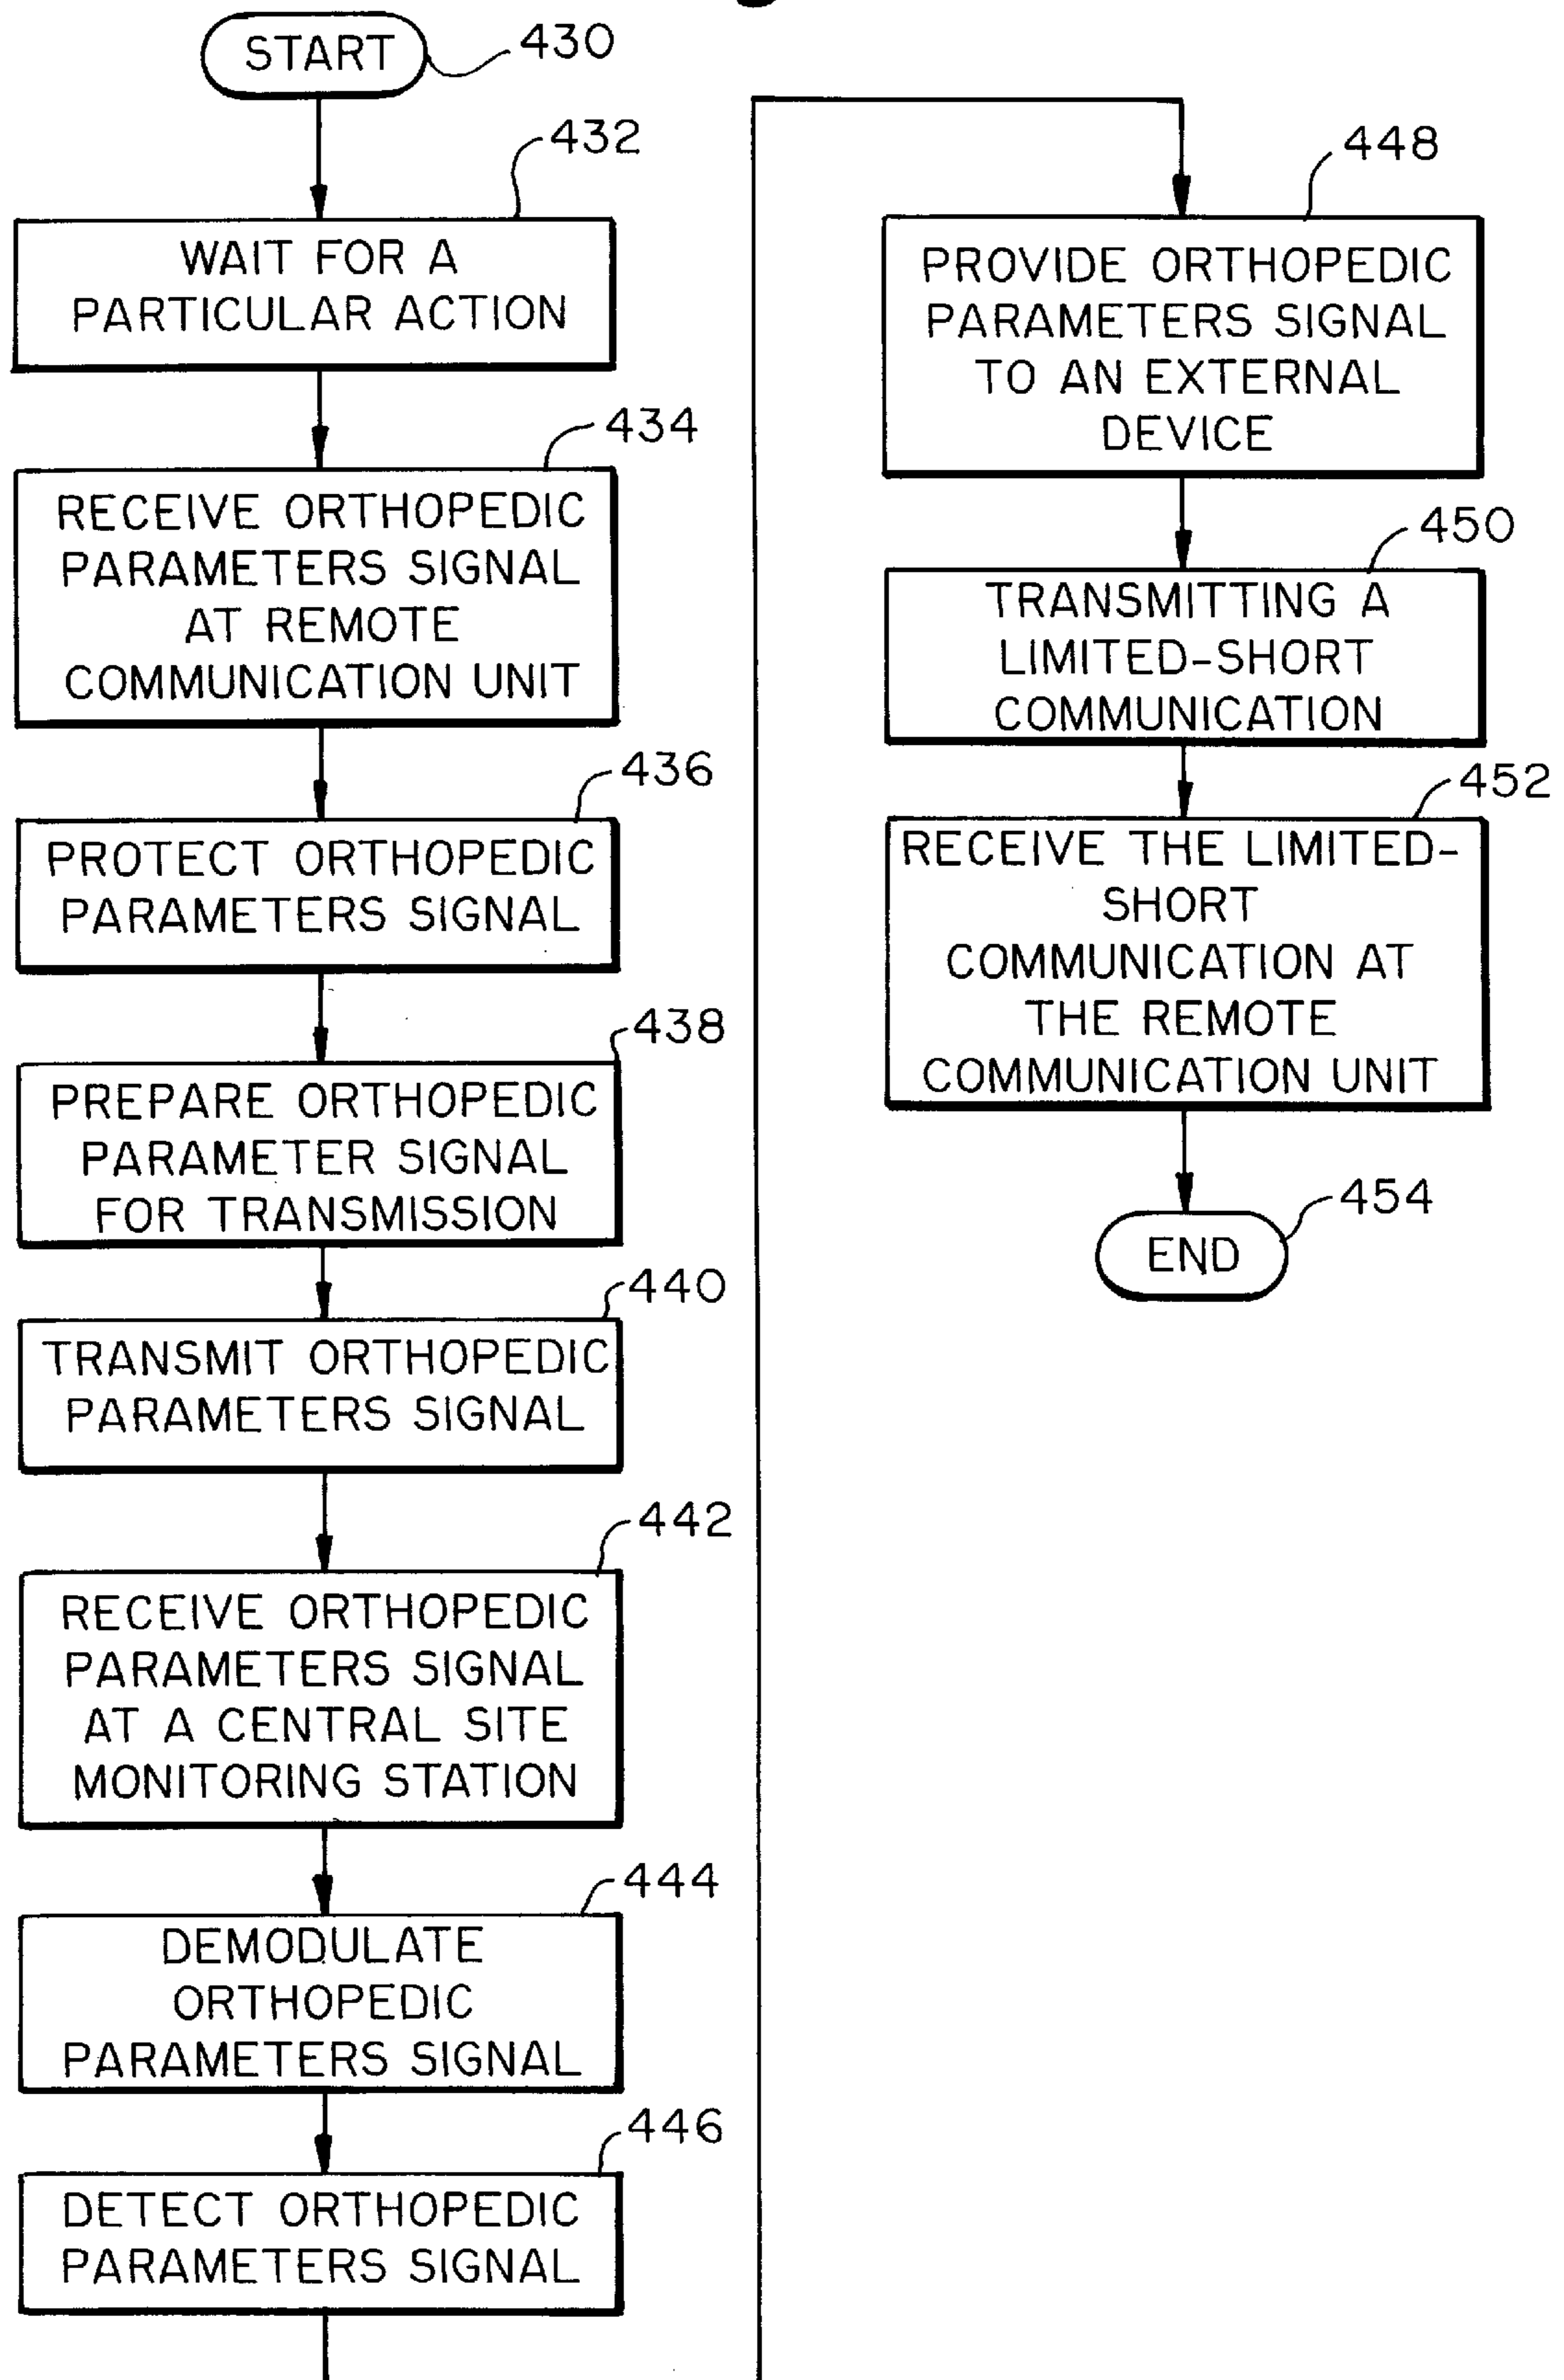 START
430
432
WAIT FOR A
PARTICULAR ACTION
434
RECEIVE ORTHOPEDIC
PARAMETERS SIGNAL
AT REMOTE
COMMUNICATION UNIT
436
PROTECT ORTHOPEDIC
PARAMETERS SIGNAL
438
PREPARE ORTHOPEDIC
PARAMETER SIGNAL
FOR TRANSMISSION
440
TRANSMIT ORTHOPEDIC
PARAMETERS SIGNAL
442
RECEIVE ORTHOPEDIC
PARAMETERS SIGNAL
AT A CENTRAL SITE
MONITORING STATION
444
DEMODULATE
ORTHOPEDIC
PARAMETERS SIGNAL
446
DETECT ORTHOPEDIC
PARAMETERS SIGNAL
448
PROVIDE ORTHOPEDIC
PARAMETERS SIGNAL
TO AN EXTERNAL
DEVICE
450
TRANSMITTING A
LIMITED-SHORT
COMMUNICATION
452
RECEIVE THE LIMITED-
SHORT
COMMUNICATION AT
THE REMOTE
COMMUNICATION UNIT
454
END